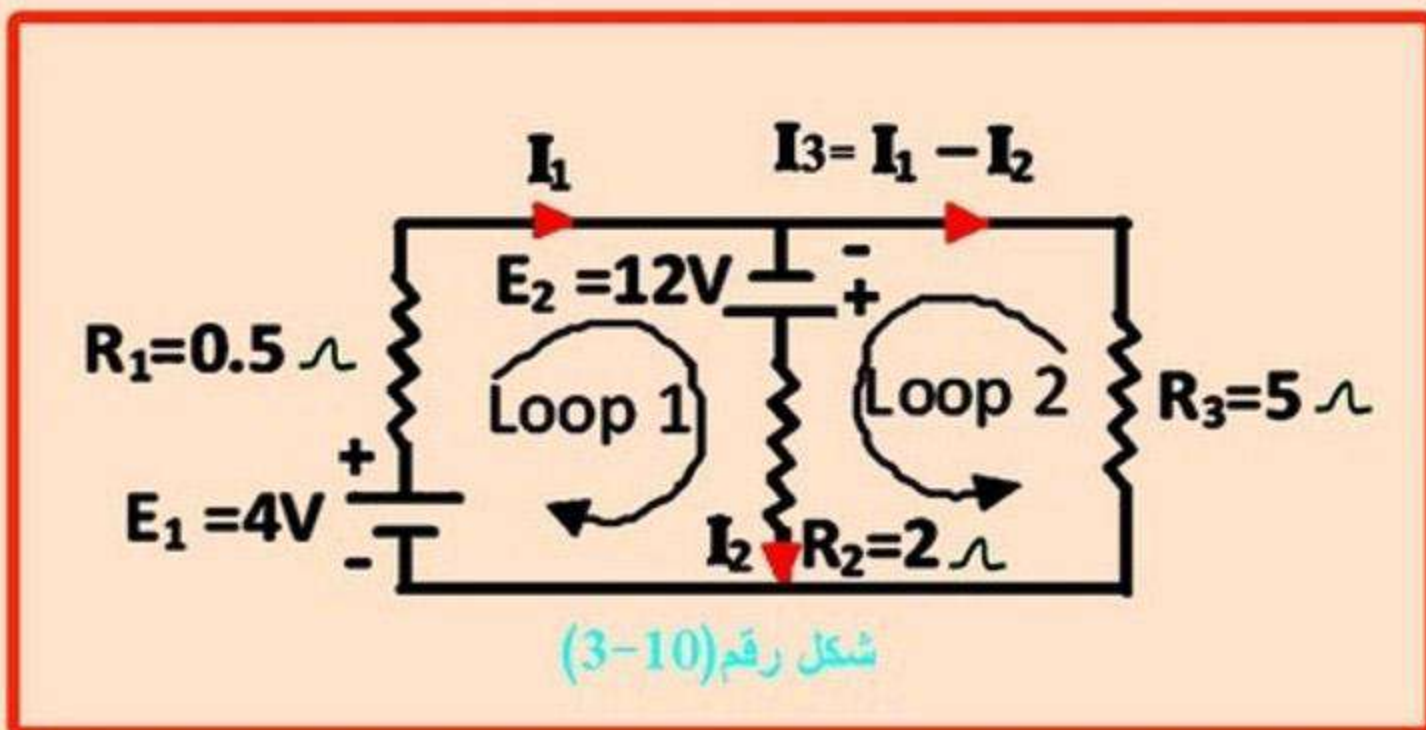 I₁
I3= I₁ – I₂
E₂ =12V
-
+
R₁=0.5 Ω
Loop 1
Loop 2
R₃=5 Ω
+
E₁ =4V
-
I₂
R₂=2 Ω
شكل رقم(10-3)